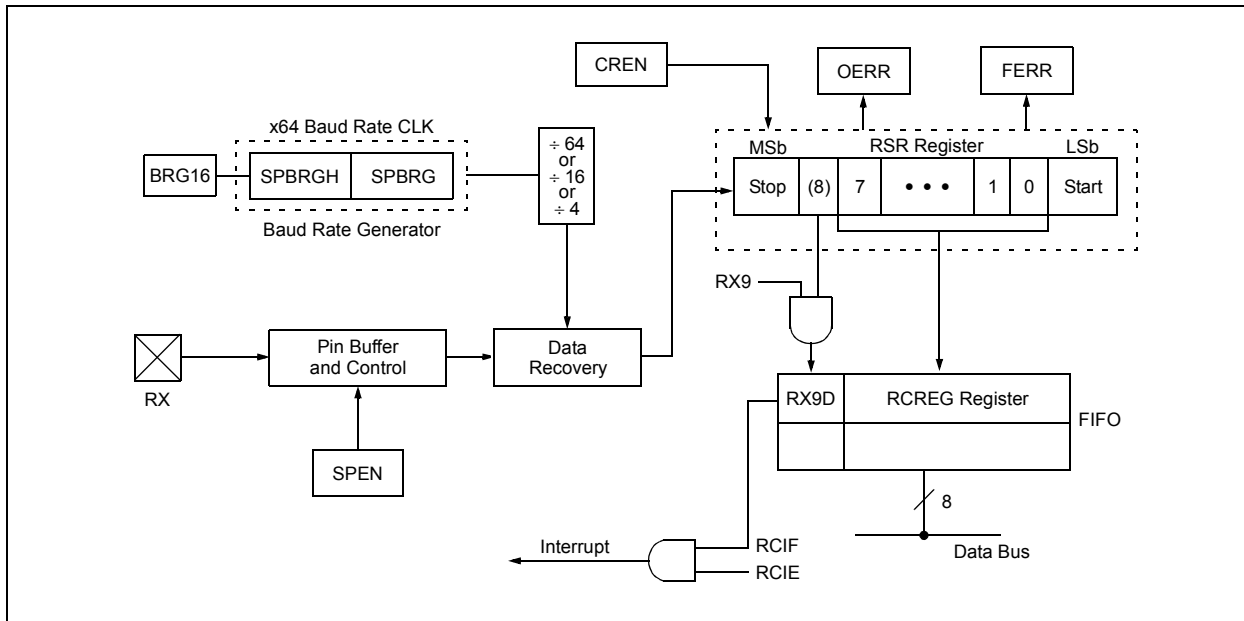 CREN
OERR
FERR
x64 Baud Rate CLK
BRG16
SPBRGH
SPBRG
Baud Rate Generator
÷ 64
or
÷ 16
or
÷ 4
MSb
RSR Register
LSb
Stop
(8)
7
• • •
1
0
Start
RX9
RX
Pin Buffer
and Control
Data
Recovery
SPEN
RX9D
RCREG Register
FIFO
8
Data Bus
Interrupt
RCIF
RCIE